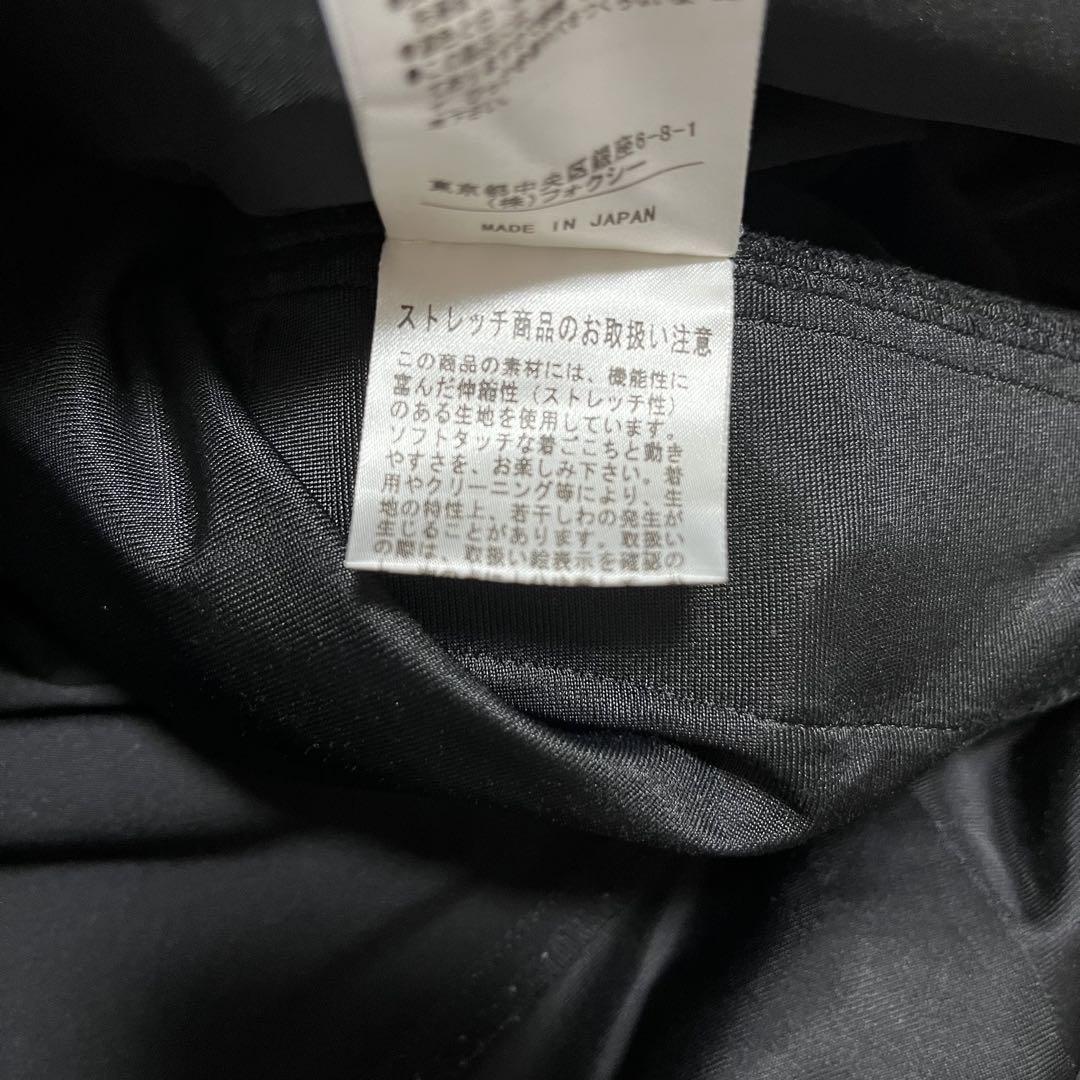 下さい。
東京都中央区銀座6-8-1
(株)フォクシー
MADE IN JAPAN
ストレッチ商品のお取扱い注意
この商品の素材には、機能性に
富んだ伸縮性(ストレッチ性)
のある生地を使用しています。
ソフトタッチな着ごこちと動き
やすさを、お楽しみ下さい。着
用やクリーニング等により、生
地の特性上、若干しわの発生が
生じることがあります。取扱い
の際は、取扱い絵表示を確認の